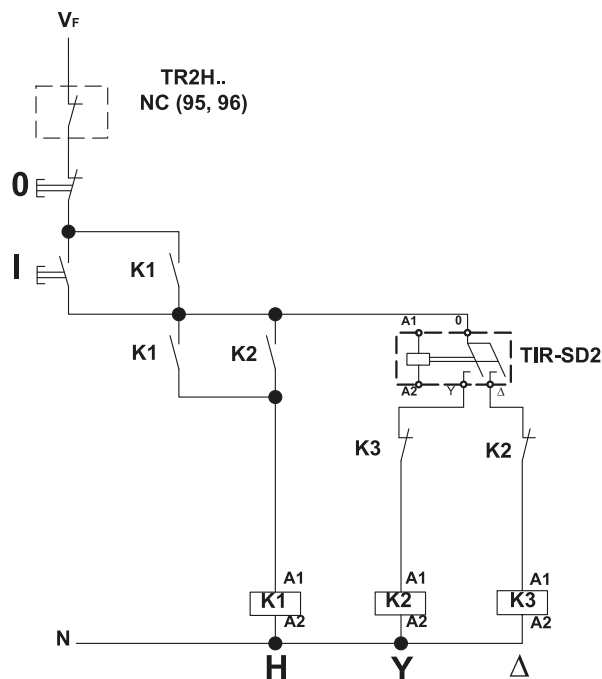 VF
TR2H..
NC (95, 96)
0
I
K1
K1
K2
A1
0
TIR-SD2
A2
Y
Δ
K3
K2
A1
A1
A1
K1
K2
K3
A2
A2
A2
N
H
Y
Δ